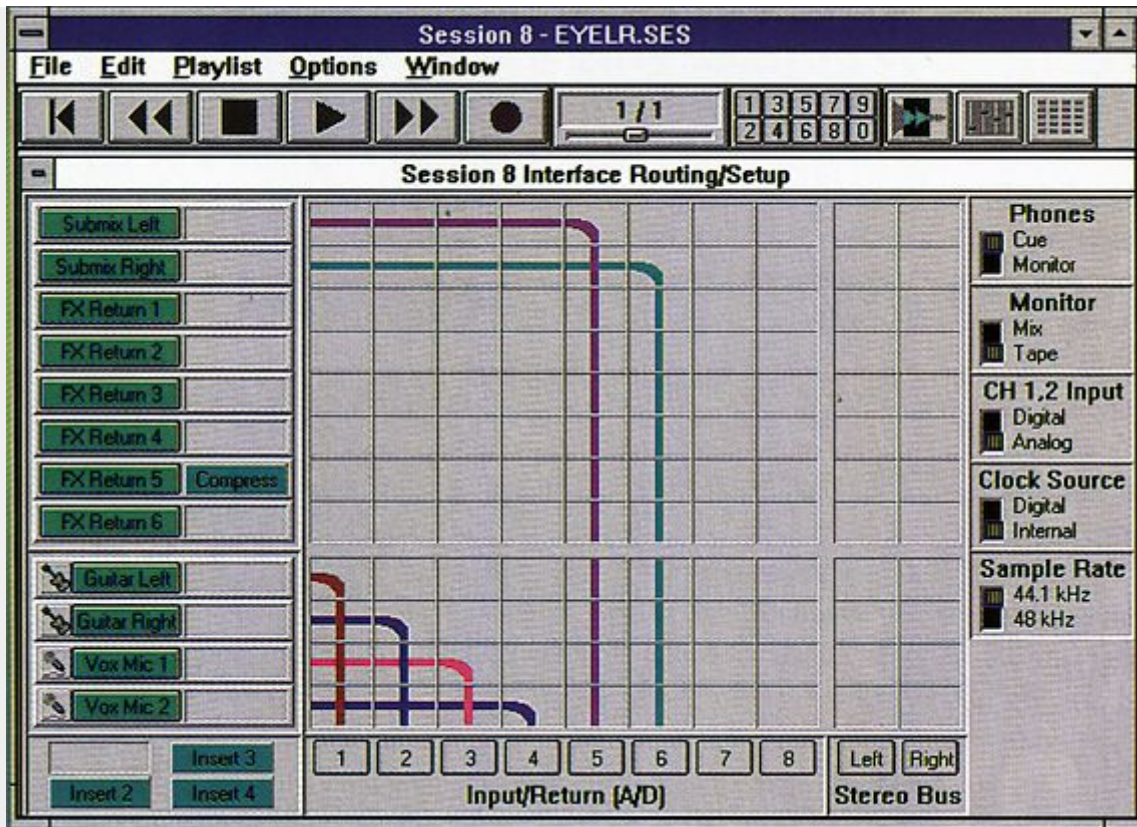 Session 8 - EYELR.SES
File Edit Playlist Options Window
1 / 1
1 3 5 7 9
2 4 6 8 0
Session 8 Interface Routing/Setup
Submix Left
Submix Right
FX Return 1
FX Return 2
FX Return 3
FX Return 4
FX Return 5 Compress
FX Return 6
Guitar Left
Guitar Right
Vox Mic 1
Vox Mic 2
Insert 3
Insert 2 Insert 4
1 2 3 4 5 6 7 8
Input/Return (A/D)
Left Right
Stereo Bus
Phones
Cue
Monitor
Monitor
Mix
Tape
CH 1,2 Input
Digital
Analog
Clock Source
Digital
Internal
Sample Rate
44.1 kHz
48 kHz